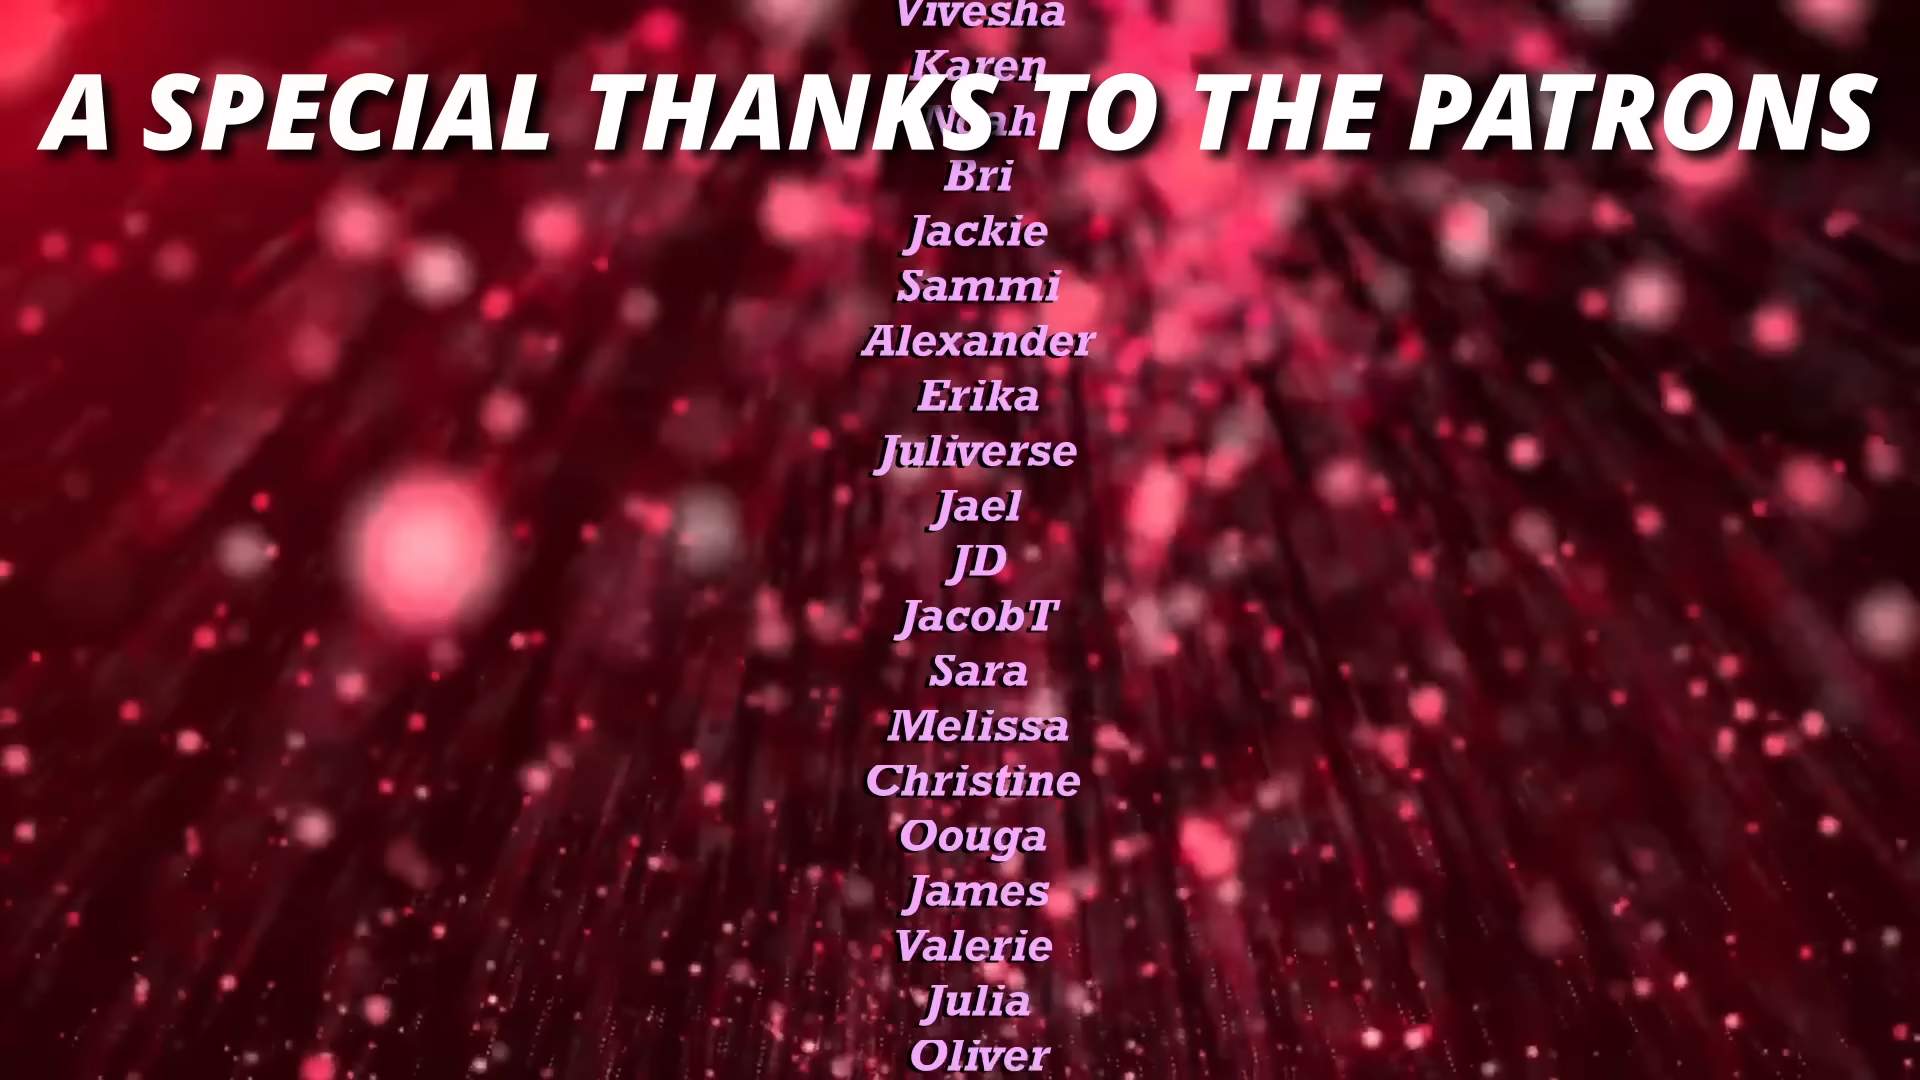 Vivesha
Karen
A SPECIAL THANKS TO THE PATRONS
Noah
Bri
Jackie
Sammi
Alexander
Erika
Juliverse
Jael
JD
JacobT
Sara
Melissa
Christine
Oouga
James
Valerie
Julia
Oliver